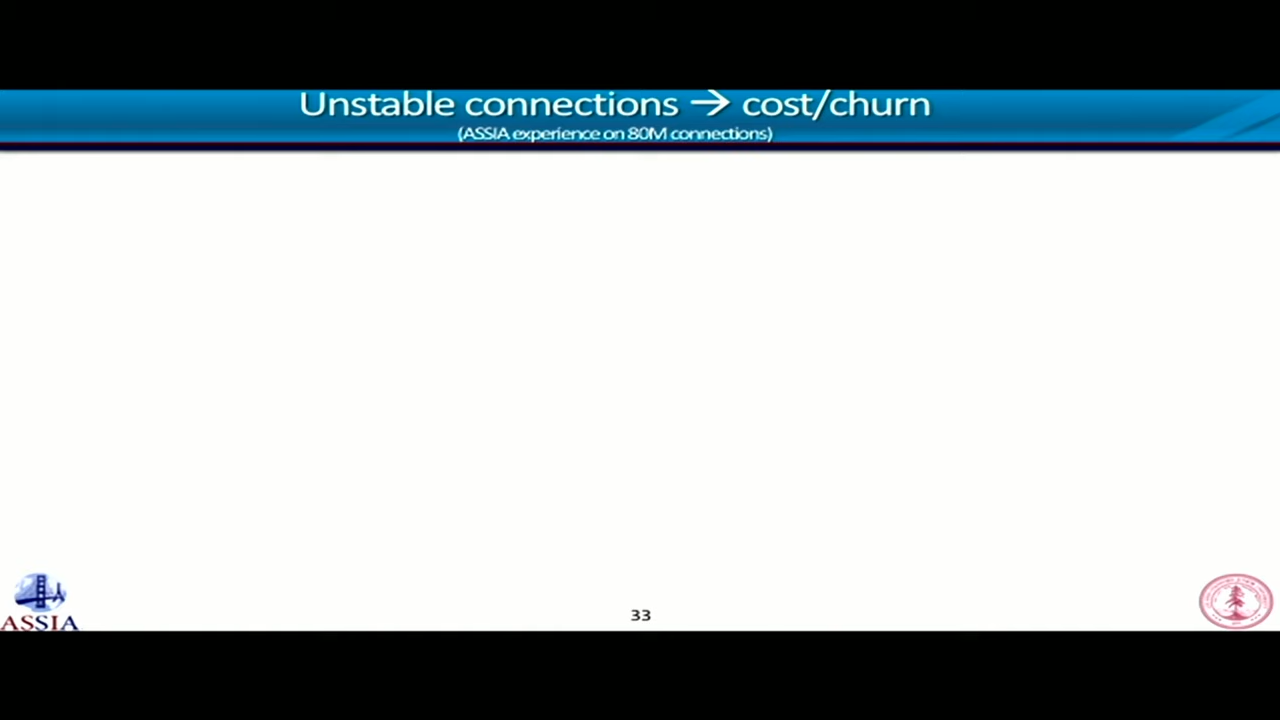 Unstable connections → cost/churn
(ASSIA experience on 80M connections)
ASSIA
33